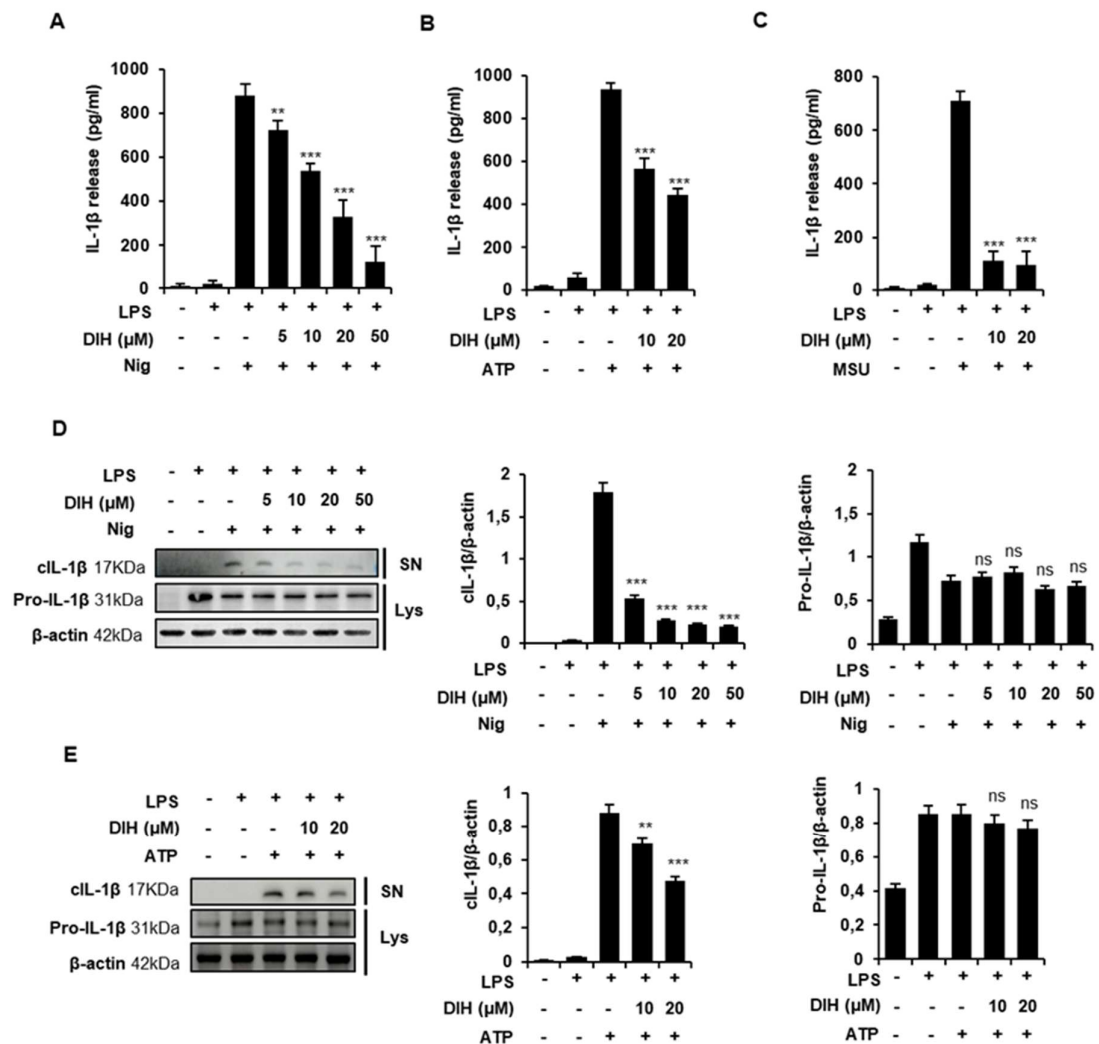 A
IL-1β release (pg/ml)
1000
800
600
400
200
0
** *** *** ***
LPS - + + + + + +
DIH (μM) - - - 5 10 20 50
Nig - - + + + + +
B
IL-1β release (pg/ml)
1000
800
600
400
200
0
*** ***
LPS - + + + +
DIH (μM) - - - 10 20
ATP - - + + +
C
IL-1β release (pg/ml)
800
600
400
200
0
*** ***
LPS - + + + +
DIH (μM) - - - 10 20
MSU - - + + +
D
LPS - + + + + + +
DIH (μM) - - - 5 10 20 50
Nig - - + + + + +
cIL-1β 17KDa SN
Pro-IL-1β 31kDa Lys
β-actin 42kDa
cIL-1β/β-actin
2
1,5
1
0,5
0
*** *** *** ***
LPS - + + + + + +
DIH (μM) - - - 5 10 20 50
Nig - - + + + + +
Pro-IL-1β/β-actin
2
1,5
1
0,5
0
ns ns ns ns
LPS - + + + + + +
DIH (μM) - - - 5 10 20 50
Nig - - + + + + +
E
LPS - + + + +
DIH (μM) - - - 10 20
ATP - - + + +
cIL-1β 17KDa SN
Pro-IL-1β 31kDa Lys
β-actin 42kDa
cIL-1β/β-actin
1
0,8
0,6
0,4
0,2
0
** ***
LPS - + + + +
DIH (μM) - - - 10 20
ATP - - + + +
Pro-IL-1β/β-actin
1
0,8
0,6
0,4
0,2
0
ns ns
LPS - + + + +
DIH (μM) - - - 10 20
ATP - - + + +